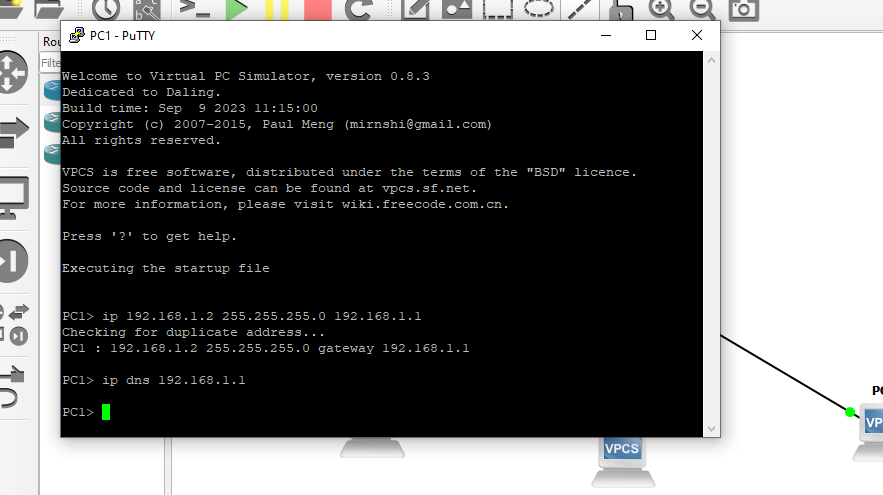 Rou
PC1 - PuTTY
Filte
Welcome to Virtual PC Simulator, version 0.8.3
Dedicated to Daling.
Build time: Sep  9 2023 11:15:00
Copyright (c) 2007-2015, Paul Meng (mirnshi@gmail.com)
All rights reserved.
VPCS is free software, distributed under the terms of the "BSD" licence.
Source code and license can be found at vpcs.sf.net.
For more information, please visit wiki.freecode.com.cn.
Press '?' to get help.
Executing the startup file
PC1> ip 192.168.1.2 255.255.255.0 192.168.1.1
Checking for duplicate address...
PC1 : 192.168.1.2 255.255.255.0 gateway 192.168.1.1
PC1> ip dns 192.168.1.1
PC1>
PC
VP
VPCS